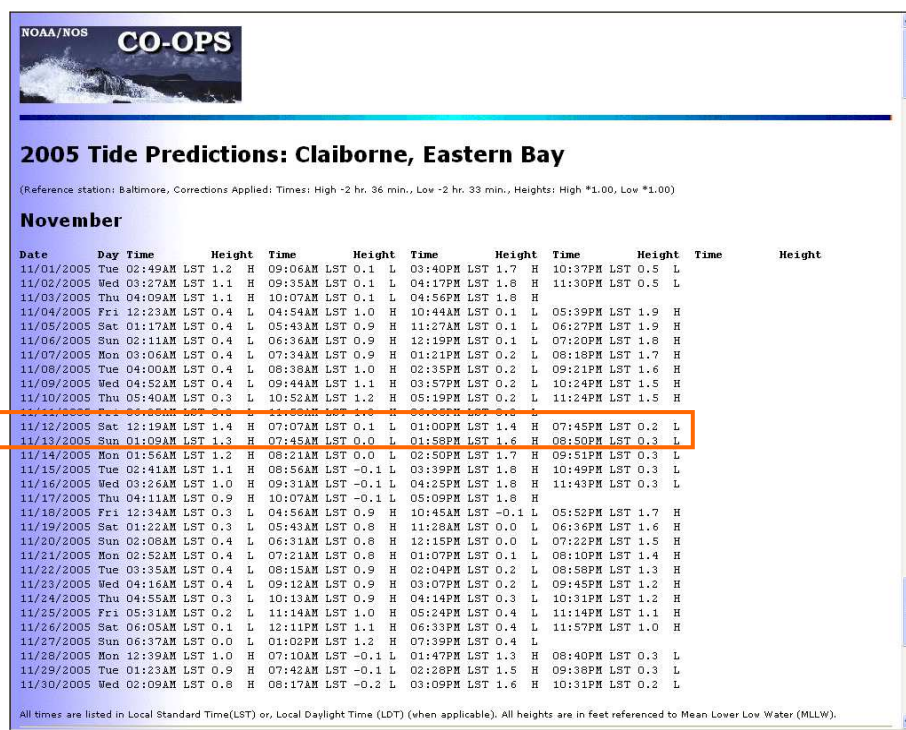 NOAA/NOS
CO-OPS
2005 Tide Predictions: Claiborne, Eastern Bay
(Reference station: Baltimore, Corrections Applied: Times: High -2 hr. 36 min., Low -2 hr. 33 min., Heights: High *1.00, Low *1.00)
November
Date Day Time Height Time Height Time Height Time Height Time Height
11/01/2005 Tue 02:49AM LST 1.2 H 09:06AM LST 0.1 L 03:40PM LST 1.7 H 10:37PM LST 0.5 L
11/02/2005 Wed 03:27AM LST 1.1 H 09:35AM LST 0.1 L 04:17PM LST 1.8 H 11:30PM LST 0.5 L
11/03/2005 Thu 04:09AM LST 1.1 H 10:07AM LST 0.1 L 04:56PM LST 1.8 H
11/04/2005 Fri 12:23AM LST 0.4 L 04:54AM LST 1.0 H 10:44AM LST 0.1 L 05:39PM LST 1.9 H
11/05/2005 Sat 01:17AM LST 0.4 L 05:43AM LST 0.9 H 11:27AM LST 0.1 L 06:27PM LST 1.9 H
11/06/2005 Sun 02:11AM LST 0.4 L 06:36AM LST 0.9 H 12:19PM LST 0.1 L 07:20PM LST 1.8 H
11/07/2005 Mon 03:06AM LST 0.4 L 07:34AM LST 0.9 H 01:21PM LST 0.2 L 08:18PM LST 1.7 H
11/08/2005 Tue 04:00AM LST 0.4 L 08:38AM LST 1.0 H 02:35PM LST 0.2 L 09:21PM LST 1.6 H
11/09/2005 Wed 04:52AM LST 0.4 L 09:44AM LST 1.1 H 03:57PM LST 0.2 L 10:24PM LST 1.5 H
11/10/2005 Thu 05:40AM LST 0.3 L 10:52AM LST 1.2 H 05:19PM LST 0.2 L 11:24PM LST 1.5 H
11/11/2005 Fri LST L LST H LST L
11/12/2005 Sat 12:19AM LST 1.4 H 07:07AM LST 0.1 L 01:00PM LST 1.4 H 07:45PM LST 0.2 L
11/13/2005 Sun 01:09AM LST 1.3 H 07:45AM LST 0.0 L 01:58PM LST 1.6 H 08:50PM LST 0.3 L
11/14/2005 Mon 01:56AM LST 1.2 H 08:21AM LST 0.0 L 02:50PM LST 1.7 H 09:51PM LST 0.3 L
11/15/2005 Tue 02:41AM LST 1.1 H 08:56AM LST -0.1 L 03:39PM LST 1.8 H 10:49PM LST 0.3 L
11/16/2005 Wed 03:26AM LST 1.0 H 09:31AM LST -0.1 L 04:25PM LST 1.8 H 11:43PM LST 0.3 L
11/17/2005 Thu 04:11AM LST 0.9 H 10:07AM LST -0.1 L 05:09PM LST 1.8 H
11/18/2005 Fri 12:34AM LST 0.3 L 04:56AM LST 0.9 H 10:45AM LST -0.1 L 05:52PM LST 1.7 H
11/19/2005 Sat 01:22AM LST 0.3 L 05:43AM LST 0.8 H 11:28AM LST 0.0 L 06:36PM LST 1.6 H
11/20/2005 Sun 02:08AM LST 0.4 L 06:31AM LST 0.8 H 12:15PM LST 0.0 L 07:22PM LST 1.5 H
11/21/2005 Mon 02:52AM LST 0.4 L 07:21AM LST 0.8 H 01:07PM LST 0.1 L 08:10PM LST 1.4 H
11/22/2005 Tue 03:35AM LST 0.4 L 08:15AM LST 0.9 H 02:04PM LST 0.2 L 08:58PM LST 1.3 H
11/23/2005 Wed 04:16AM LST 0.4 L 09:12AM LST 0.9 H 03:07PM LST 0.2 L 09:45PM LST 1.2 H
11/24/2005 Thu 04:55AM LST 0.3 L 10:13AM LST 0.9 H 04:14PM LST 0.3 L 10:31PM LST 1.2 H
11/25/2005 Fri 05:31AM LST 0.2 L 11:14AM LST 1.0 H 05:24PM LST 0.4 L 11:14PM LST 1.1 H
11/26/2005 Sat 06:05AM LST 0.1 L 12:11PM LST 1.1 H 06:33PM LST 0.4 L 11:57PM LST 1.0 H
11/27/2005 Sun 06:37AM LST 0.0 L 01:02PM LST 1.2 H 07:39PM LST 0.4 L
11/28/2005 Mon 12:39AM LST 1.0 H 07:10AM LST -0.1 L 01:47PM LST 1.3 H 08:40PM LST 0.3 L
11/29/2005 Tue 01:23AM LST 0.9 H 07:42AM LST -0.1 L 02:28PM LST 1.5 H 09:38PM LST 0.3 L
11/30/2005 Wed 02:09AM LST 0.8 H 08:17AM LST -0.2 L 03:09PM LST 1.6 H 10:31PM LST 0.2 L
All times are listed in Local Standard Time(LST) or, Local Daylight Time (LDT) (when applicable). All heights are in feet referenced to Mean Lower Low Water (MLLW).